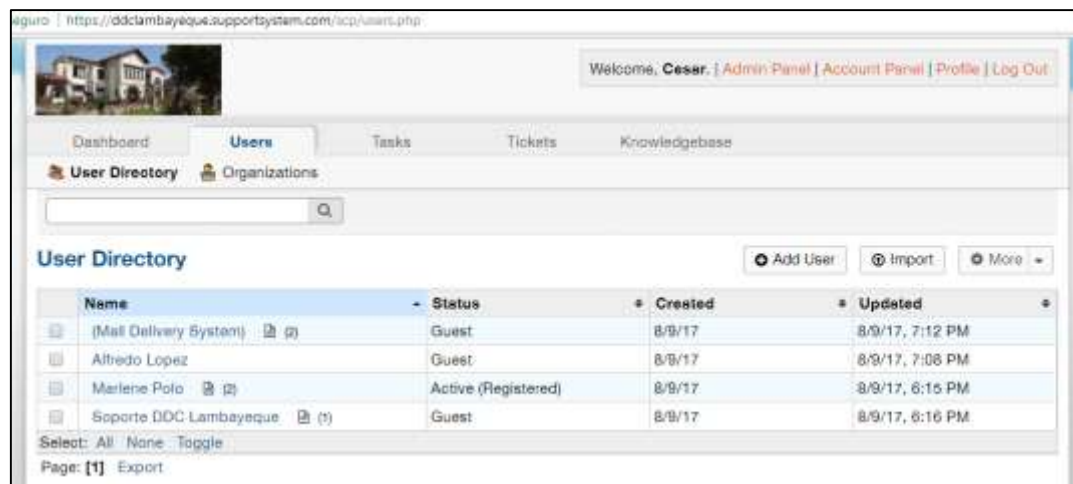 eguro | https://ddclambayeque.supportsystem.com/scp/users.php
Welcome, Cesar. | Admin Panel | Account Panel | Profile | Log Out
Dashboard Users Tasks Tickets Knowledgebase
User Directory Organizations
User Directory Add User Import More
Name Status Created Updated
(Mail Delivery System) (2) Guest 8/9/17 8/9/17, 7:12 PM
Alfredo Lopez Guest 8/9/17 8/9/17, 7:08 PM
Marlene Polo (2) Active (Registered) 8/9/17 8/9/17, 6:15 PM
Soporte DDC Lambayeque (1) Guest 8/9/17 8/9/17, 6:16 PM
Select: All None Toggle
Page: [1] Export